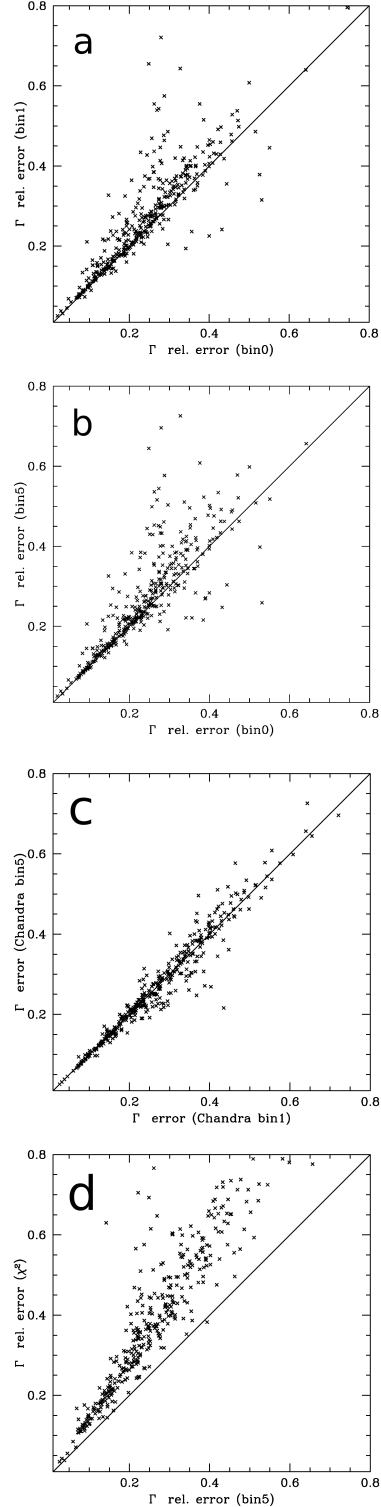 a
0.8
0.6
0.4
0.2
Γ rel. error (bin1)
0.2 0.4 0.6 0.8
Γ rel. error (bin0)
b
0.8
0.6
0.4
0.2
Γ rel. error (bin5)
0.2 0.4 0.6 0.8
Γ rel. error (bin0)
c
0.8
0.6
0.4
0.2
Γ error (Chandra bin5)
0.2 0.4 0.6 0.8
Γ error (Chandra bin1)
d
0.8
0.6
0.4
0.2
Γ rel. error (χ²)
0.2 0.4 0.6 0.8
Γ rel. error (bin5)